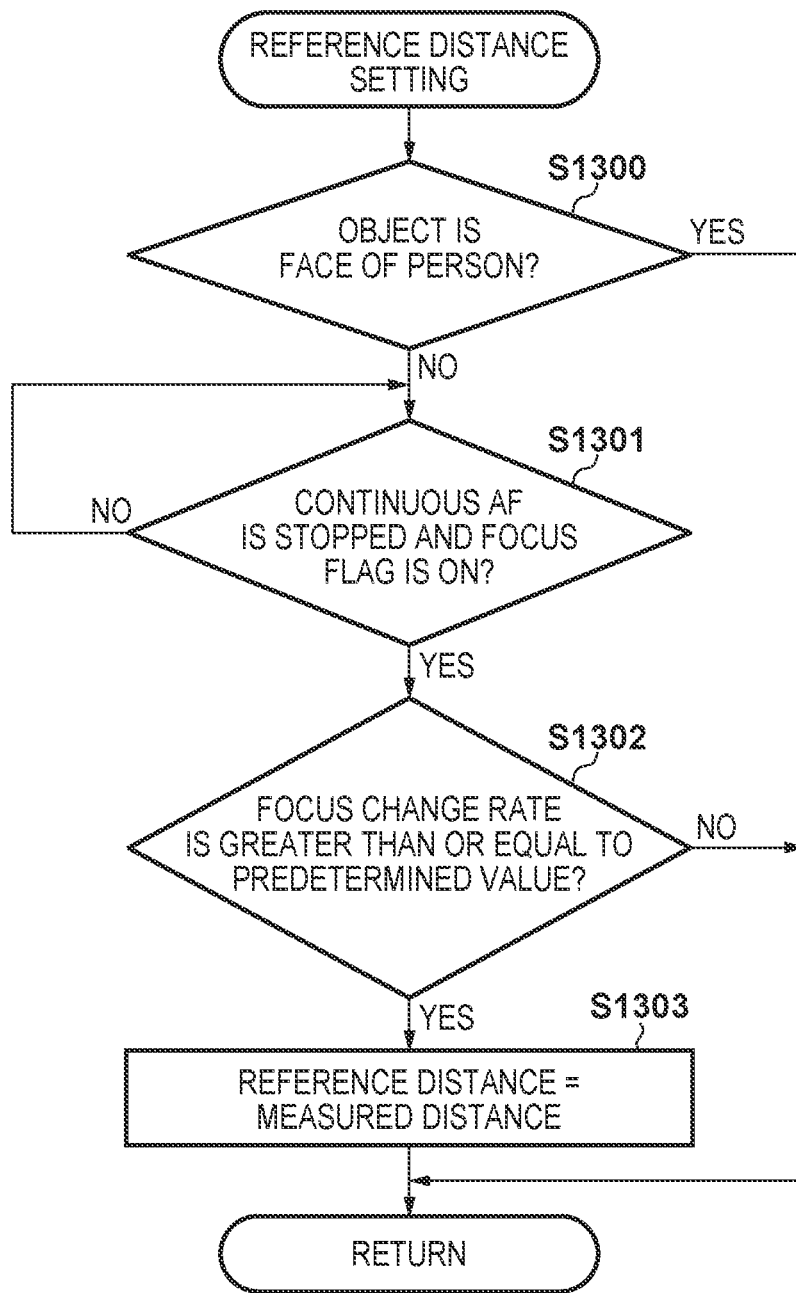 REFERENCE DISTANCE
SETTING
S1300
OBJECT IS
FACE OF PERSON?
YES
NO
S1301
CONTINUOUS AF
IS STOPPED AND FOCUS
FLAG IS ON?
NO
YES
S1302
FOCUS CHANGE RATE
IS GREATER THAN OR EQUAL TO
PREDETERMINED VALUE?
NO
YES
S1303
REFERENCE DISTANCE =
MEASURED DISTANCE
RETURN